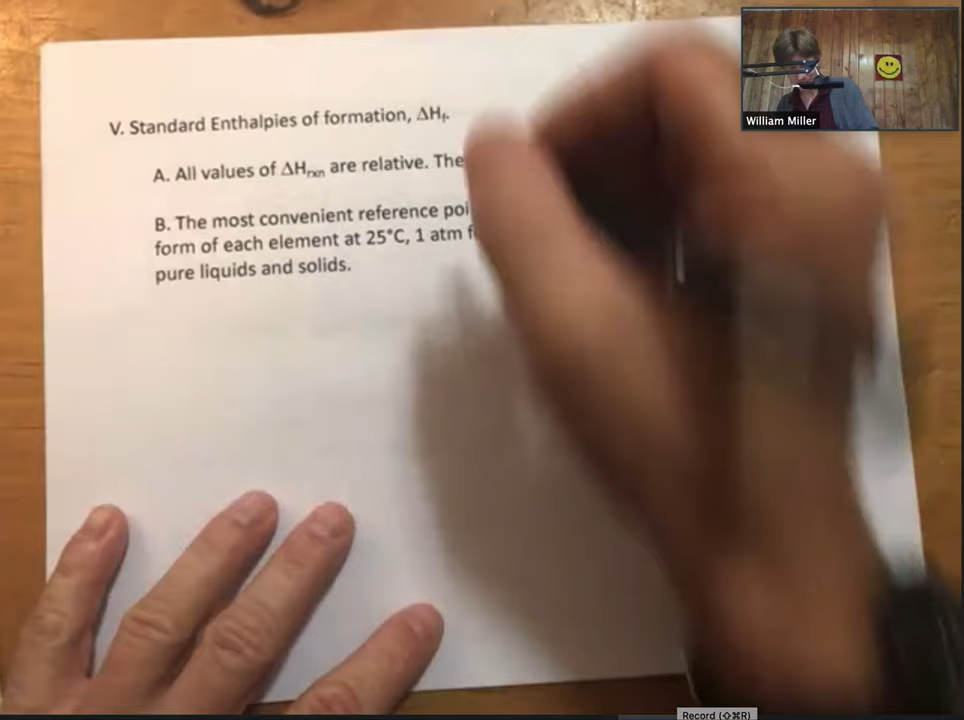 V. Standard Enthalpies of formation, ΔHf.
A. All values of ΔHrxn are relative. The
B. The most convenient reference
form of each element at 25°C, 1 atm
pure liquids and solids.
William Miller
Record (⇧⌘R)